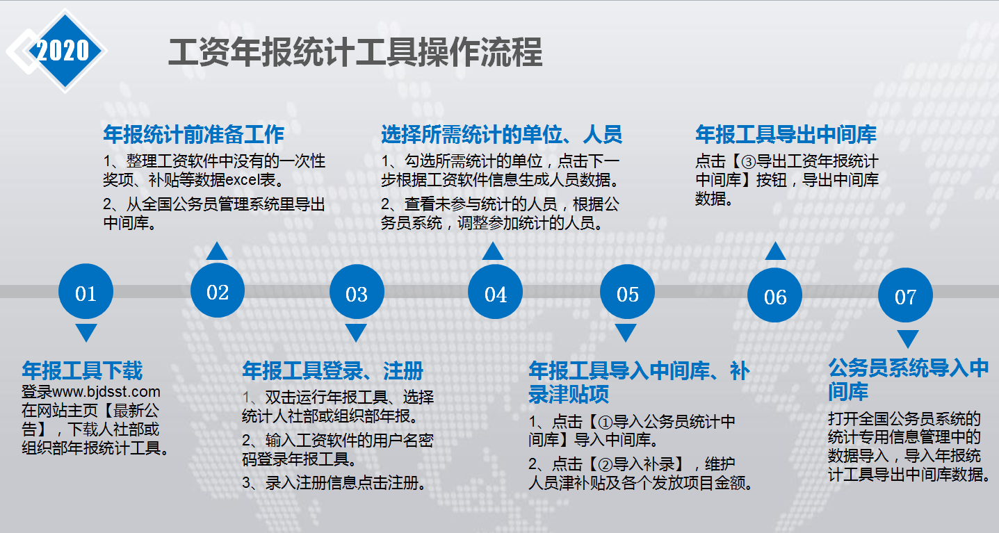 2020
工资年报统计工具操作流程
年报统计前准备工作
1、整理工资软件中没有的一次性
奖项、补贴等数据excel表。
2、从全国公务员管理系统里导出
中间库。
选择所需统计的单位、人员
1、勾选所需统计的单位，点击下一
步根据工资软件信息生成人员数据。
2、查看未参与统计的人员，根据公
务员系统，调整参加统计的人员。
年报工具导出中间库
点击【③导出工资年报统计
中间库】按钮，导出中间库
数据。
01
02
03
04
05
06
07
年报工具下载
登录www.bjdsst.com
在网站主页【最新公
告】，下载人社部或
组织部年报统计工具。
年报工具登录、注册
1、双击运行年报工具、选择
统计人社部或组织部年报。
2、输入工资软件的用户名密
码登录年报工具。
3、录入注册信息点击注册。
年报工具导入中间库、补
录津贴项
1、点击【①导入公务员统计中
间库】导入中间库。
2、点击【②导入补录】，维护
人员津补贴及各个发放项目金额。
公务员系统导入中
间库
打开全国公务员系统的
统计专用信息管理中的
数据导入，导入年报统
计工具导出中间库数据。